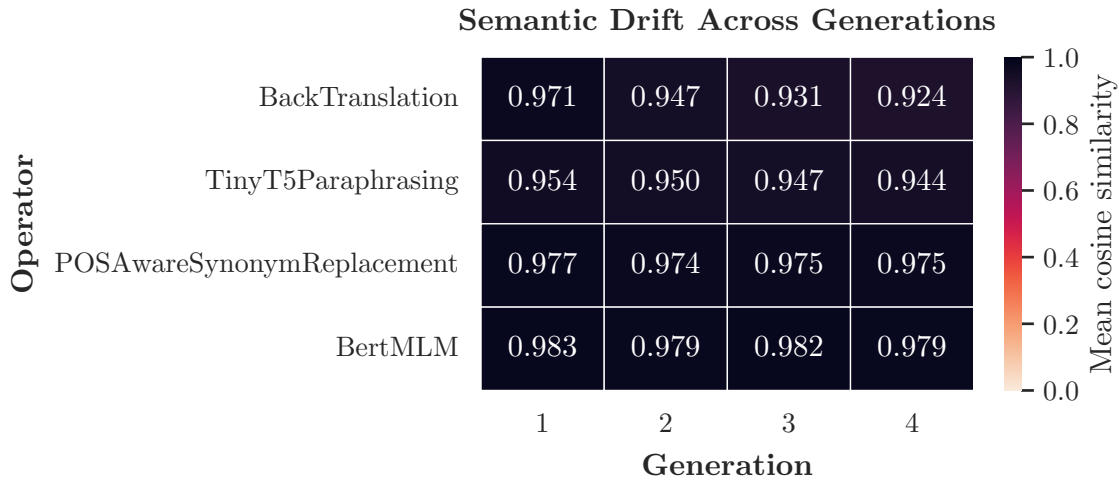 Semantic Drift Across Generations
Operator
BackTranslation 0.971 0.947 0.931 0.924
TinyT5Paraphrasing 0.954 0.950 0.947 0.944
POSAwareSynonymReplacement 0.977 0.974 0.975 0.975
BertMLM 0.983 0.979 0.982 0.979
1 2 3 4
Generation
1.0
0.8
0.6
0.4
0.2
0.0
Mean cosine similarity